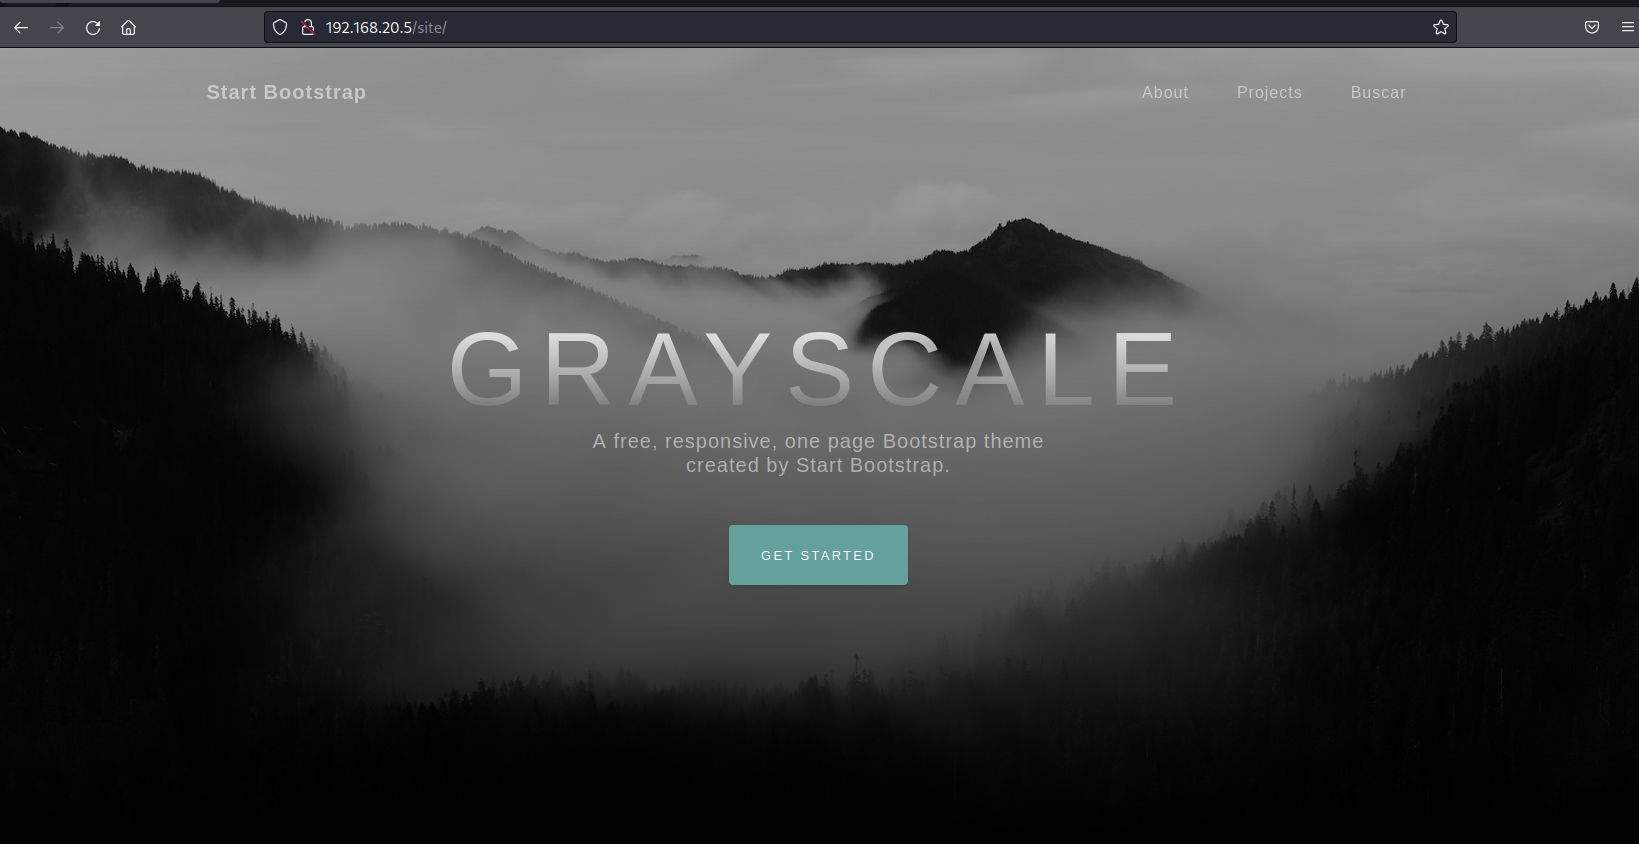 192.168.20.5/site/
Start Bootstrap
About
Projects
Buscar
GRAYSCALE
A free, responsive, one page Bootstrap theme
created by Start Bootstrap.
GET STARTED